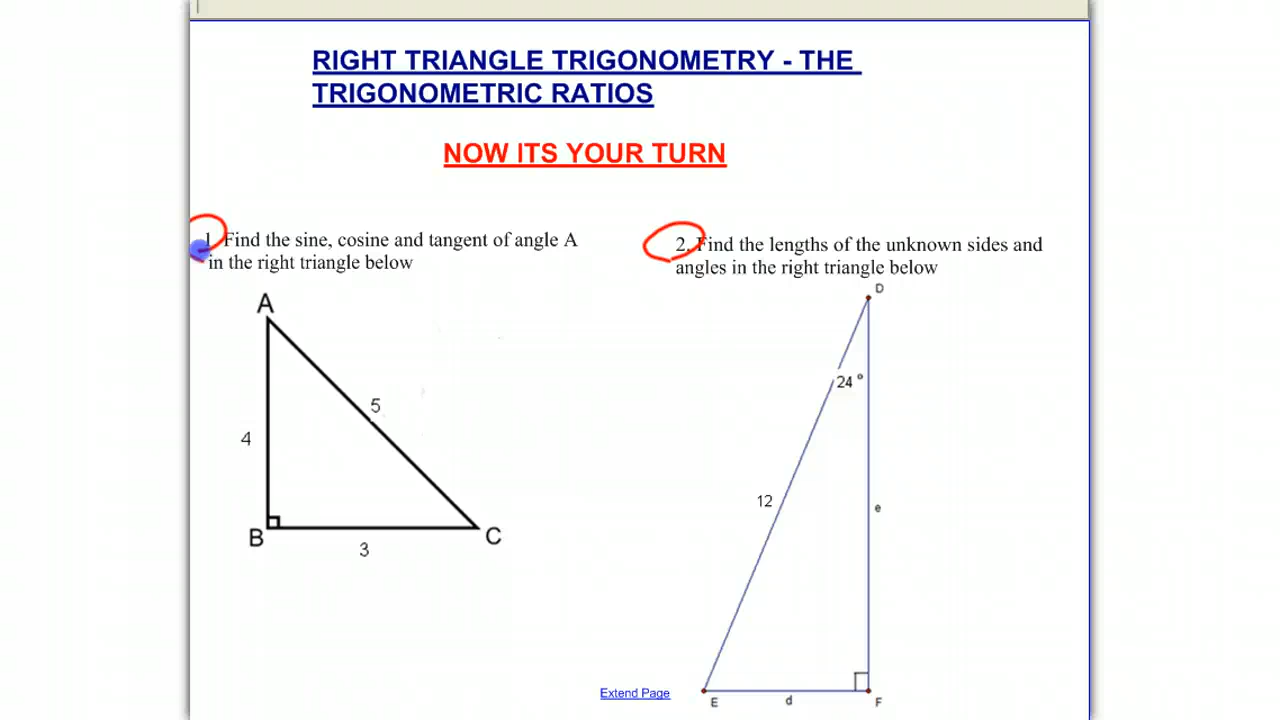 RIGHT TRIANGLE TRIGONOMETRY - THE
TRIGONOMETRIC RATIOS
NOW ITS YOUR TURN
1. Find the sine, cosine and tangent of angle A
in the right triangle below
A
5
4
B
C
3
2. Find the lengths of the unknown sides and
angles in the right triangle below
D
24°
12
e
E
d
F
Extend Page